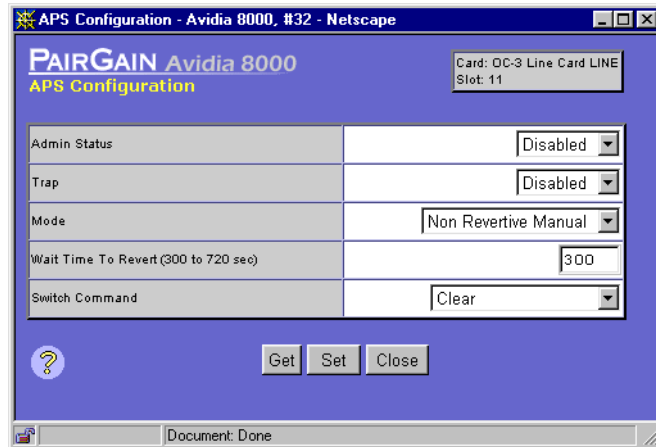 APS Configuration - Avidia 8000, #32 - Netscape
PAIRGAIN Avidia 8000
APS Configuration
Card: OC-3 Line Card LINE
Slot: 11
Admin Status
Disabled
Trap
Disabled
Mode
Non Revertive Manual
Wait Time To Revert (300 to 720 sec)
300
Switch Command
Clear
?
Get
Set
Close
Document: Done